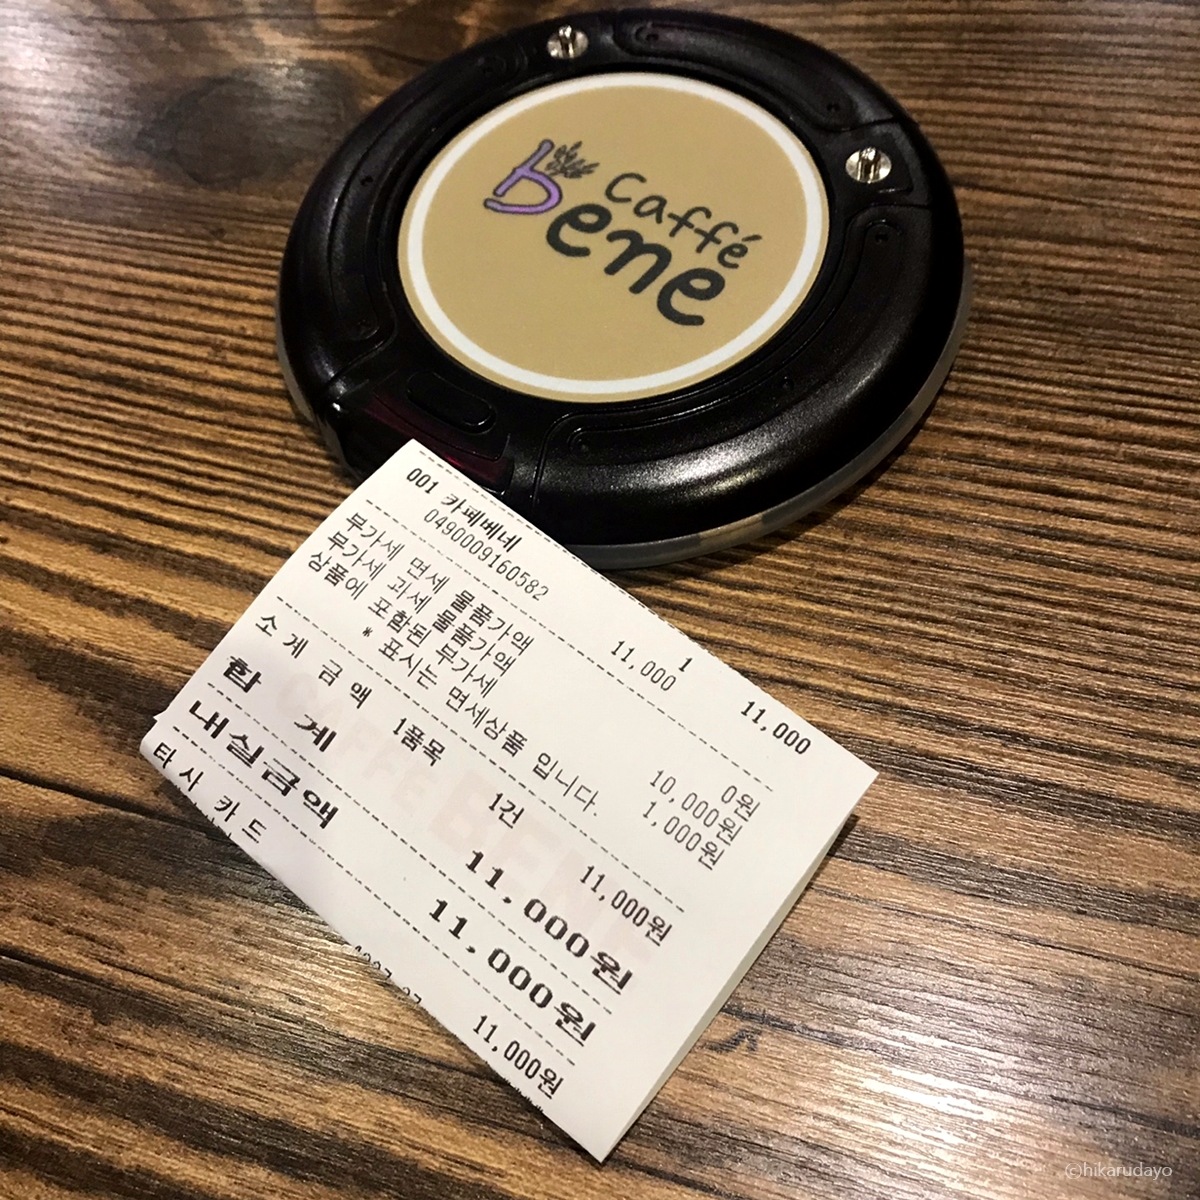 Caffé
bene
001 카페베네
0490009160582
11,000 1 11,000
부가세 면세 물품가액 0원
부가세 과세 물품가액 10,000원
상품에 포함된 부가세 1,000원
* 표시는 면세상품 입니다.
소 계 금 액 1품목 1건 11,000원
합 계 11,000원
내실금액 11,000원
타 사 카 드 11,000원
CAFFE BENE
©hikarudayo